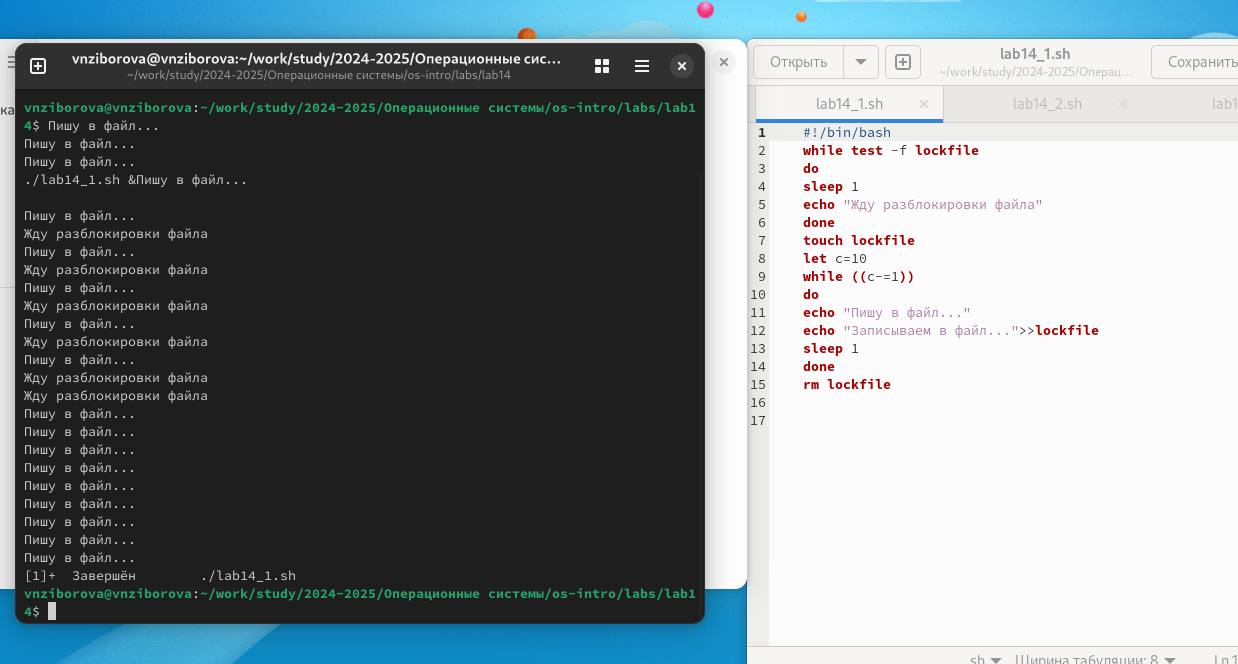 vnziborova@vnziborova:~/work/study/2024-2025/Операционные сис...
~/work/study/2024-2025/Операционные системы/os-intro/labs/lab14
vnziborova@vnziborova:~/work/study/2024-2025/Операционные системы/os-intro/labs/lab1
4$ Пишу в файл...
Пишу в файл...
Пишу в файл...
./lab14_1.sh &Пишу в файл...
Пишу в файл...
Жду разблокировки файла
Пишу в файл...
Жду разблокировки файла
Пишу в файл...
Жду разблокировки файла
Пишу в файл...
Жду разблокировки файла
Пишу в файл...
Жду разблокировки файла
Жду разблокировки файла
Пишу в файл...
Пишу в файл...
Пишу в файл...
Пишу в файл...
Пишу в файл...
Пишу в файл...
Пишу в файл...
Пишу в файл...
Пишу в файл...
[1]+  Завершён        ./lab14_1.sh
vnziborova@vnziborova:~/work/study/2024-2025/Операционные системы/os-intro/labs/lab1
4$
Открыть
lab14_1.sh
~/work/study/2024-2025/Операц...
Сохранить
lab14_1.sh
lab14_2.sh
lab1
1 #!/bin/bash
2 while test -f lockfile
3 do
4 sleep 1
5 echo "Жду разблокировки файла"
6 done
7 touch lockfile
8 let c=10
9 while ((c-=1))
10 do
11 echo "Пишу в файл..."
12 echo "Записываем в файл...">>lockfile
13 sleep 1
14 done
15 rm lockfile
16
17
sh
Ширина табуляции: 8
Ln 1